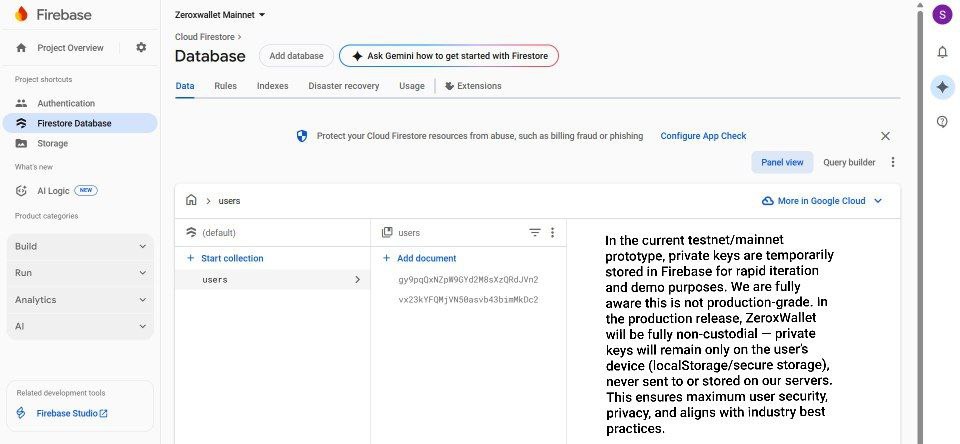 Firebase
Project Overview
Project shortcuts
Authentication
Firestore Database
Storage
What's new
AI Logic NEW
Product categories
Build
Run
Analytics
AI
Related development tools
Firebase Studio
Zeroxwallet Mainnet
Cloud Firestore >
Database
Add database
Ask Gemini how to get started with Firestore
Data Rules Indexes Disaster recovery Usage Extensions
Protect your Cloud Firestore resources from abuse, such as billing fraud or phishing Configure App Check
Panel view Query builder
> users
More in Google Cloud
(default)
+ Start collection
users >
users
+ Add document
gy9pqQxNZpW9GYd2M8sXzQRdJVn2
vx23kYFQMjVN50asvb43bimMkDc2
In the current testnet/mainnet
prototype, private keys are temporarily
stored in Firebase for rapid iteration
and demo purposes. We are fully
aware this is not production-grade. In
the production release, ZeroxWallet
will be fully non-custodial — private
keys will remain only on the user's
device (localStorage/secure storage),
never sent to or stored on our servers.
This ensures maximum user security,
privacy, and aligns with industry best
practices.
S